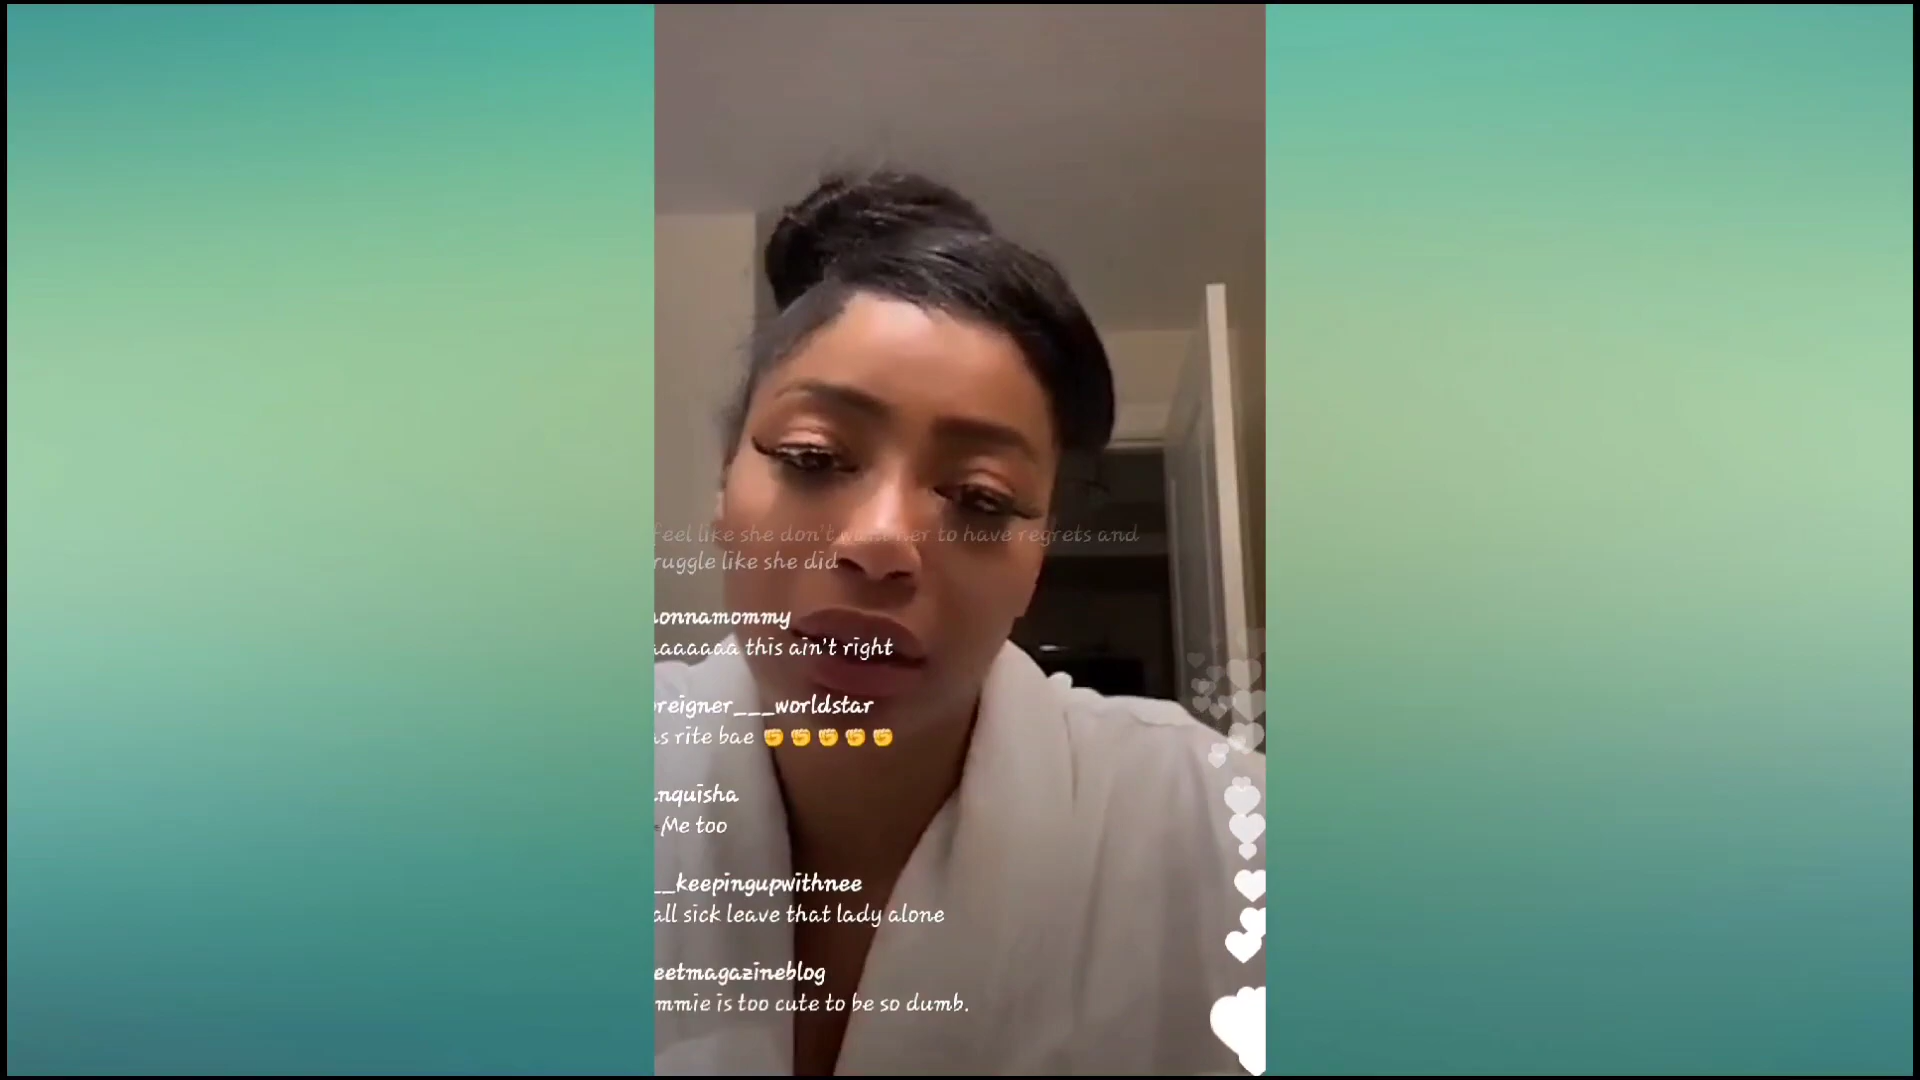 feel like she don't want her to have regrets and
ruggle like she did
onnamommy
aaaaaaa this ain't right
reigner___worldstar
s rite bae ✊✊✊✊✊
nquisha
Me too
__keepingupwithnee
all sick leave that lady alone
eetmagazineblog
mmie is too cute to be so dumb.